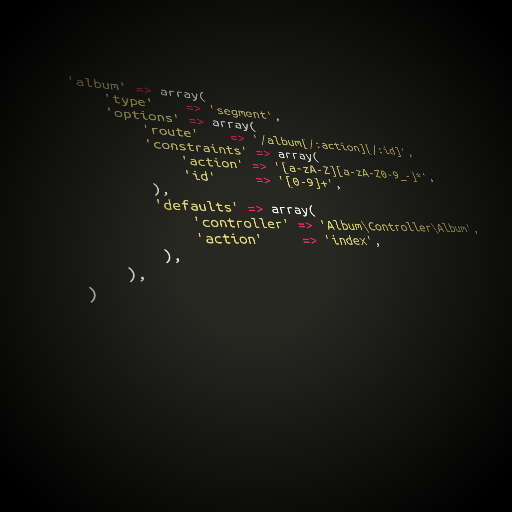 'album' => array(
'type' => 'segment',
'options' => array(
'route' => '/album[/:action][/:id]',
'constraints' => array(
'action' => '[a-zA-Z][a-zA-Z0-9_-]*',
'id' => '[0-9]+',
),
'defaults' => array(
'controller' => 'Album\Controller\Album',
'action' => 'index',
),
),
)